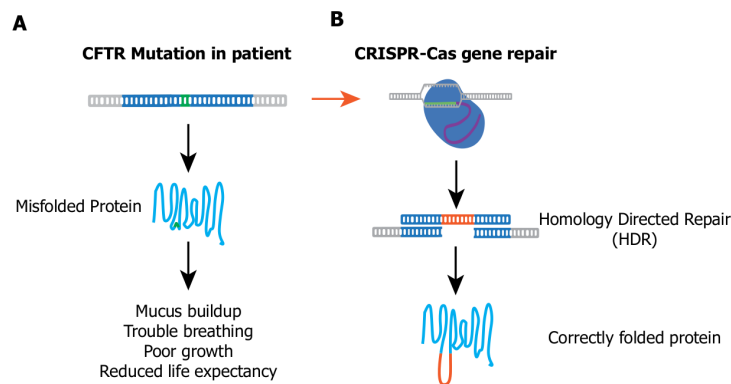 A
CFTR Mutation in patient
Misfolded Protein
Mucus buildup
Trouble breathing
Poor growth
Reduced life expectancy
B
CRISPR-Cas gene repair
Homology Directed Repair
(HDR)
Correctly folded protein